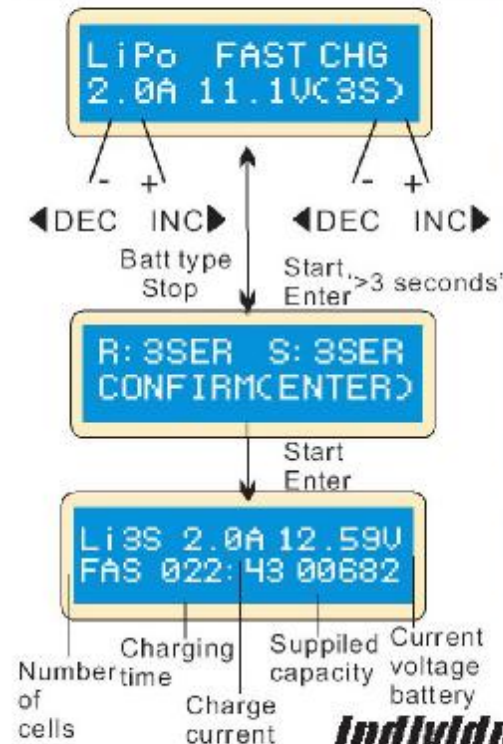 LiPo FAST CHG
2.0A 11.1V(3S)
- + - +
◀DEC INC▶ ◀DEC INC▶
Batt type
Stop
Start
Enter
">3 seconds"
R: 3SER S: 3SER
CONFIRM(ENTER)
Start
Enter
Li3S 2.0A 12.59V
FAS 022:43 00682
Number
of
cells
Charging
time
Charge
current
Suppiled
capacity
Current
voltage
battery